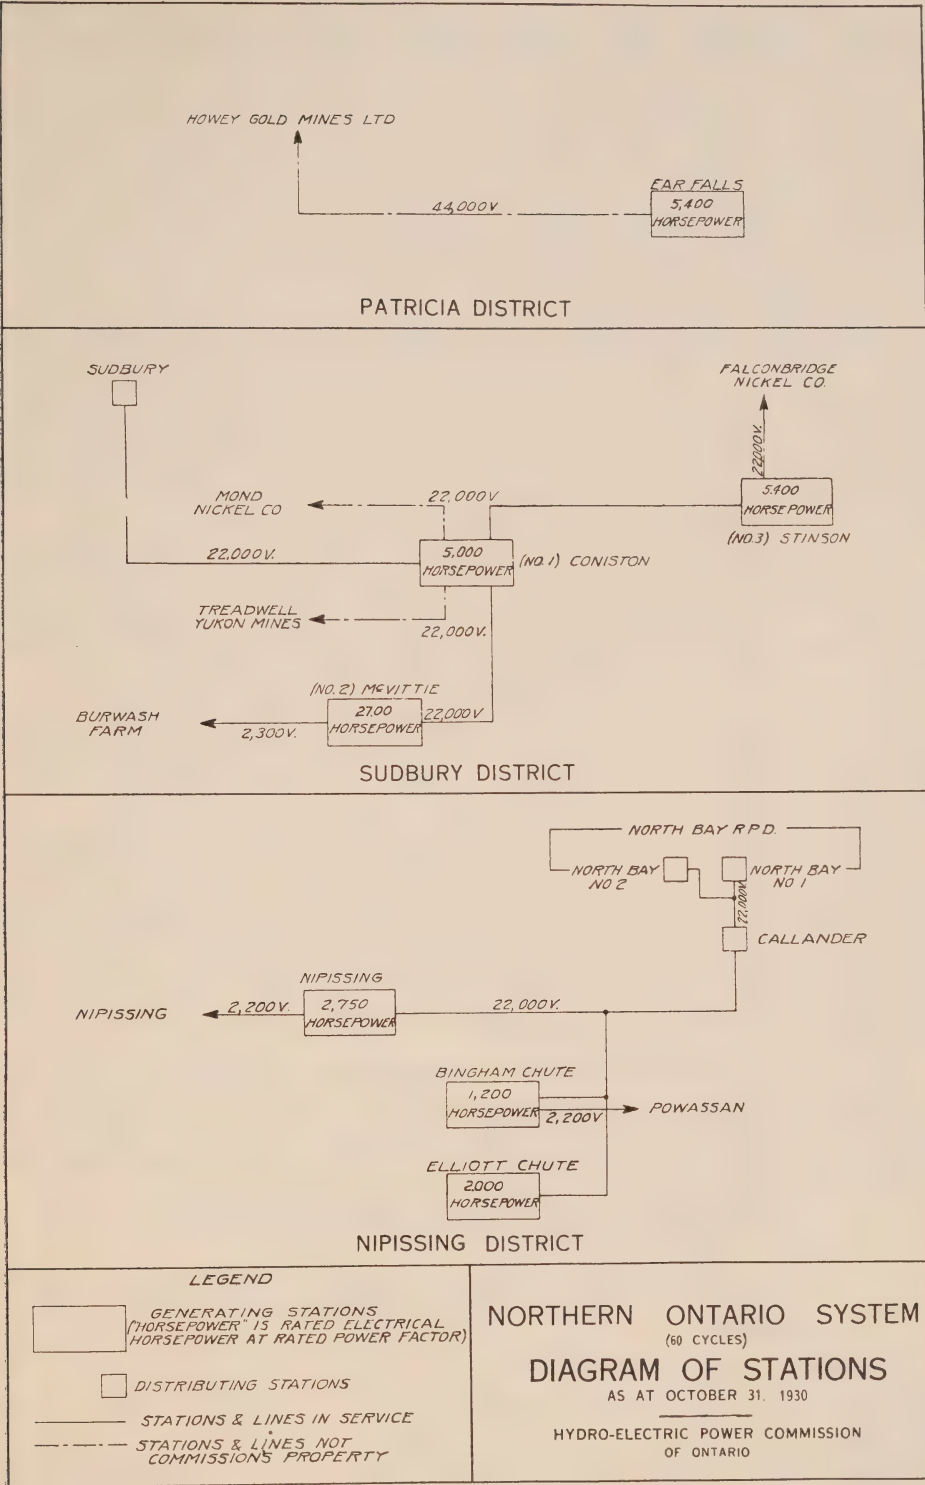 HOWEY GOLD MINES LTD
44,000V
EAR FALLS
5,400
HORSEPOWER
PATRICIA DISTRICT
SUDBURY
FALCONBRIDGE
NICKEL CO.
22,000V.
5,400
HORSEPOWER
(NO.3) STINSON
MOND
NICKEL CO
22,000V
22,000V.
5,000
HORSEPOWER
(NO.1) CONISTON
TREADWELL
YUKON MINES
22,000V.
(NO.2) McVITTIE
2700
HORSEPOWER
22,000V
BURWASH
FARM
2,300V.
SUDBURY DISTRICT
NORTH BAY R.P.D.
NORTH BAY
NO 2
NORTH BAY
NO 1
22,000V.
CALLANDER
NIPISSING
2,200V.
NIPISSING
2,750
HORSEPOWER
22,000V.
BINGHAM CHUTE
1,200
HORSEPOWER
2,200V
POWASSAN
ELLIOTT CHUTE
2,000
HORSEPOWER
NIPISSING DISTRICT
LEGEND
GENERATING STATIONS
("HORSEPOWER" IS RATED ELECTRICAL
HORSEPOWER AT RATED POWER FACTOR)
DISTRIBUTING STATIONS
STATIONS & LINES IN SERVICE
STATIONS & LINES NOT
COMMISSIONS PROPERTY
NORTHERN ONTARIO SYSTEM
(60 CYCLES)
DIAGRAM OF STATIONS
AS AT OCTOBER 31. 1930
HYDRO-ELECTRIC POWER COMMISSION
OF ONTARIO